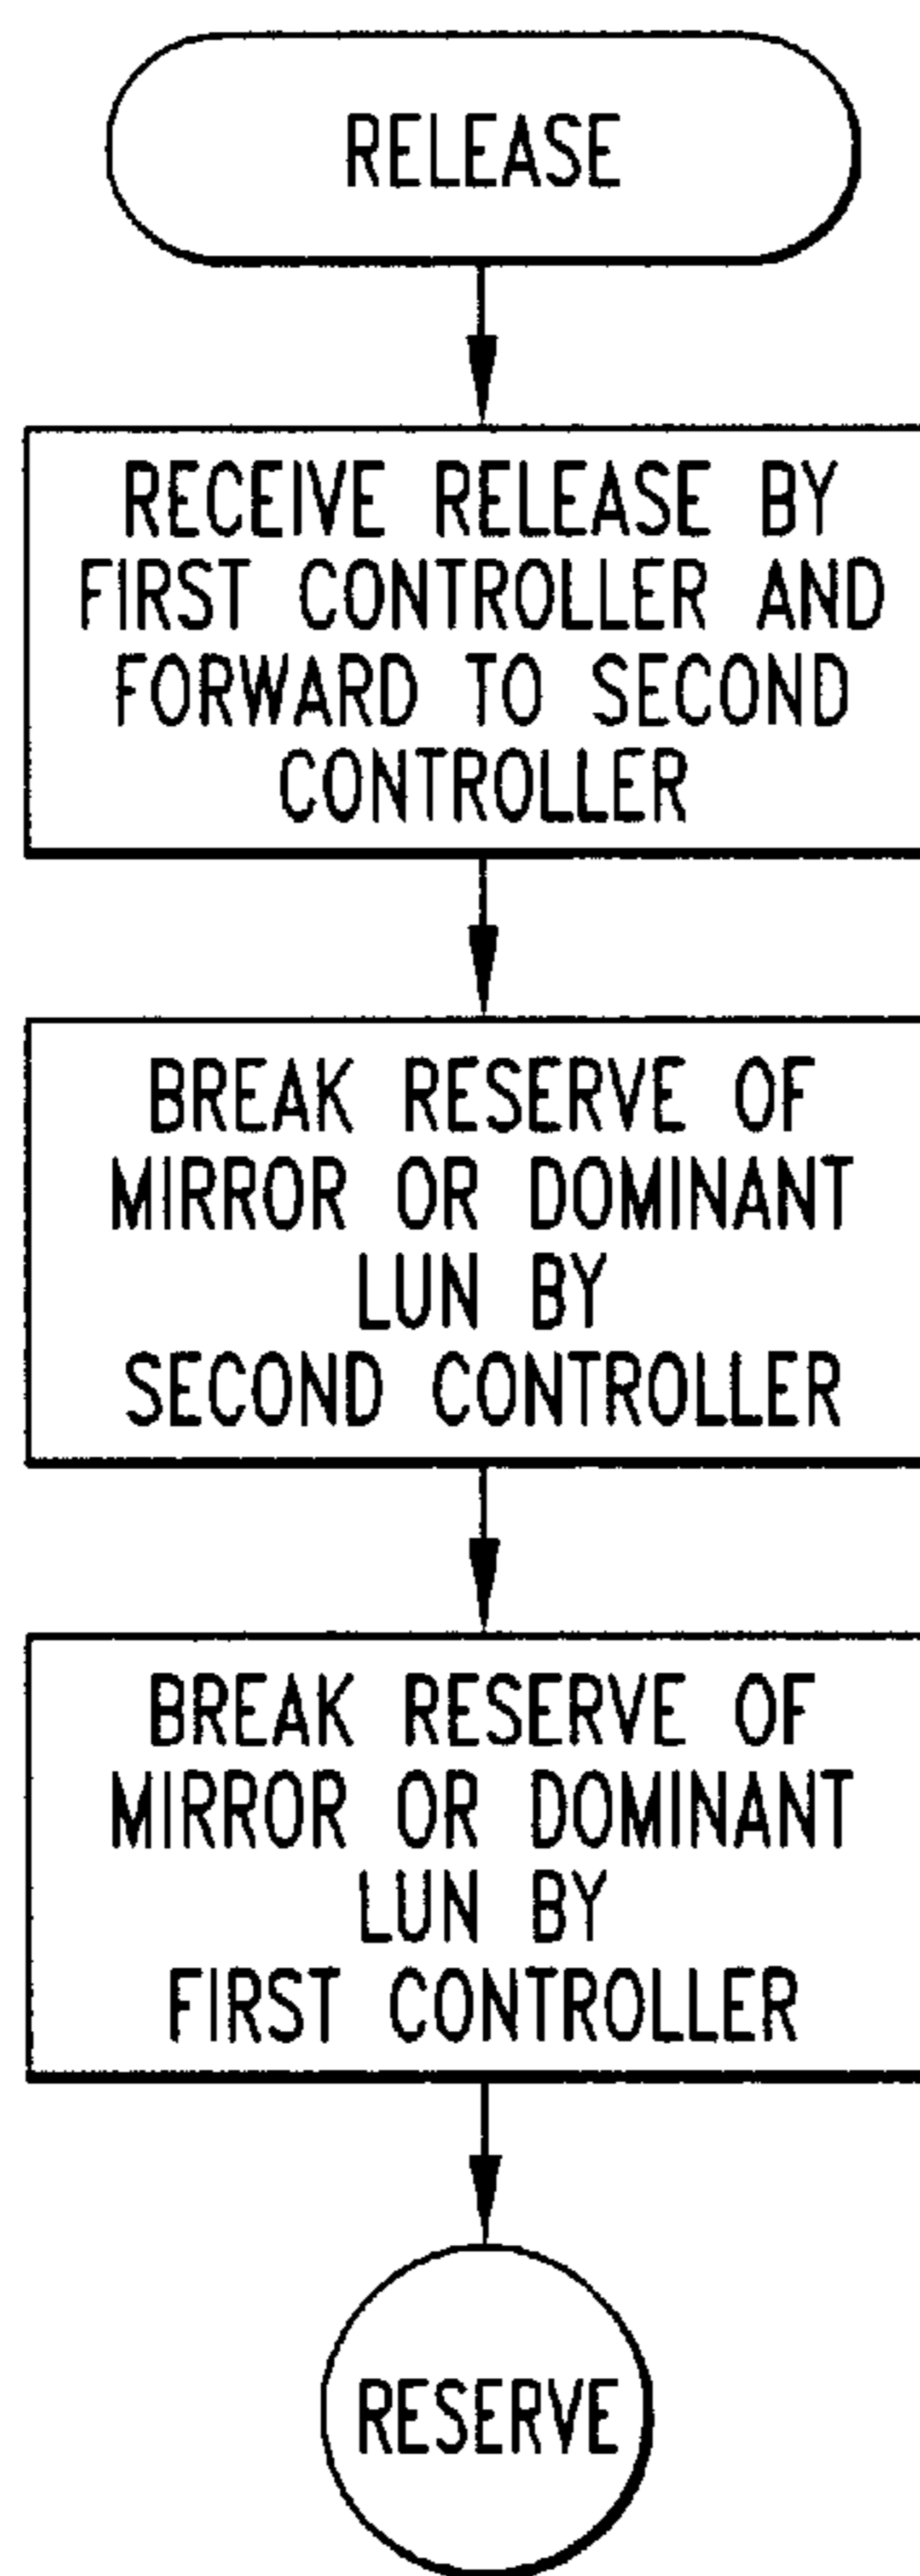 RELEASE
RECEIVE RELEASE BY
FIRST CONTROLLER AND
FORWARD TO SECOND
CONTROLLER
BREAK RESERVE OF
MIRROR OR DOMINANT
LUN BY
SECOND CONTROLLER
BREAK RESERVE OF
MIRROR OR DOMINANT
LUN BY
FIRST CONTROLLER
RESERVE